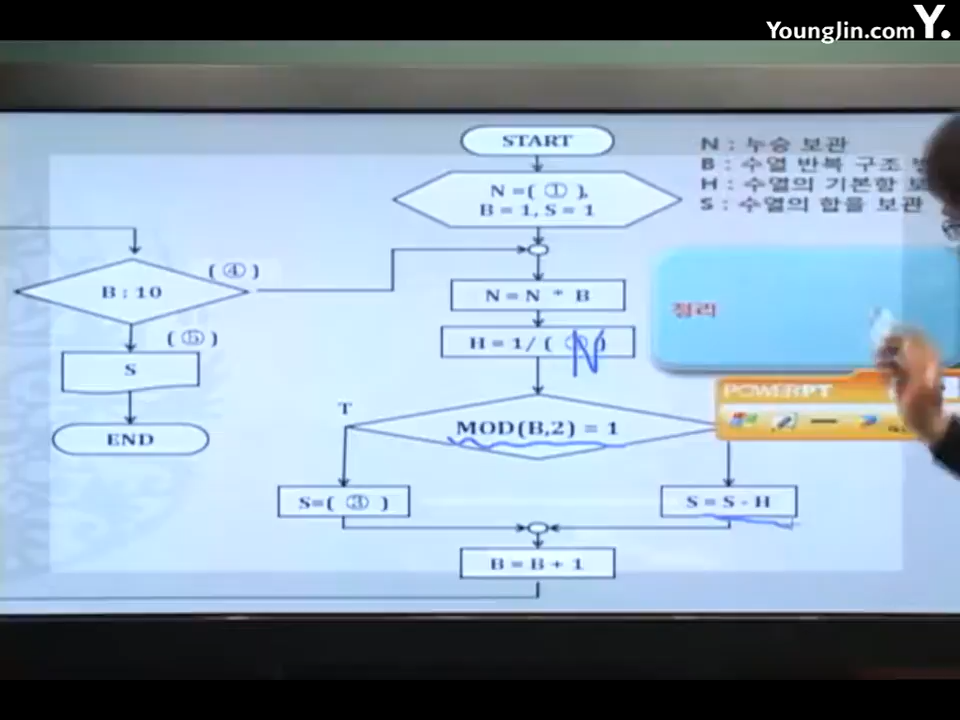 YoungJin.com Y.
START
N : 누승 보관
B : 수열 반복 구조
H : 수열의 기본항
S : 수열의 합을 보관
N =( ① ),
B = 1, S = 1
( ④ )
B : 10
N = N * B
정리
( ⑤ )
H = 1/ ( N )
S
POWERPT
T
MOD(B,2) = 1
END
S=( ③ )
S = S - H
B = B + 1